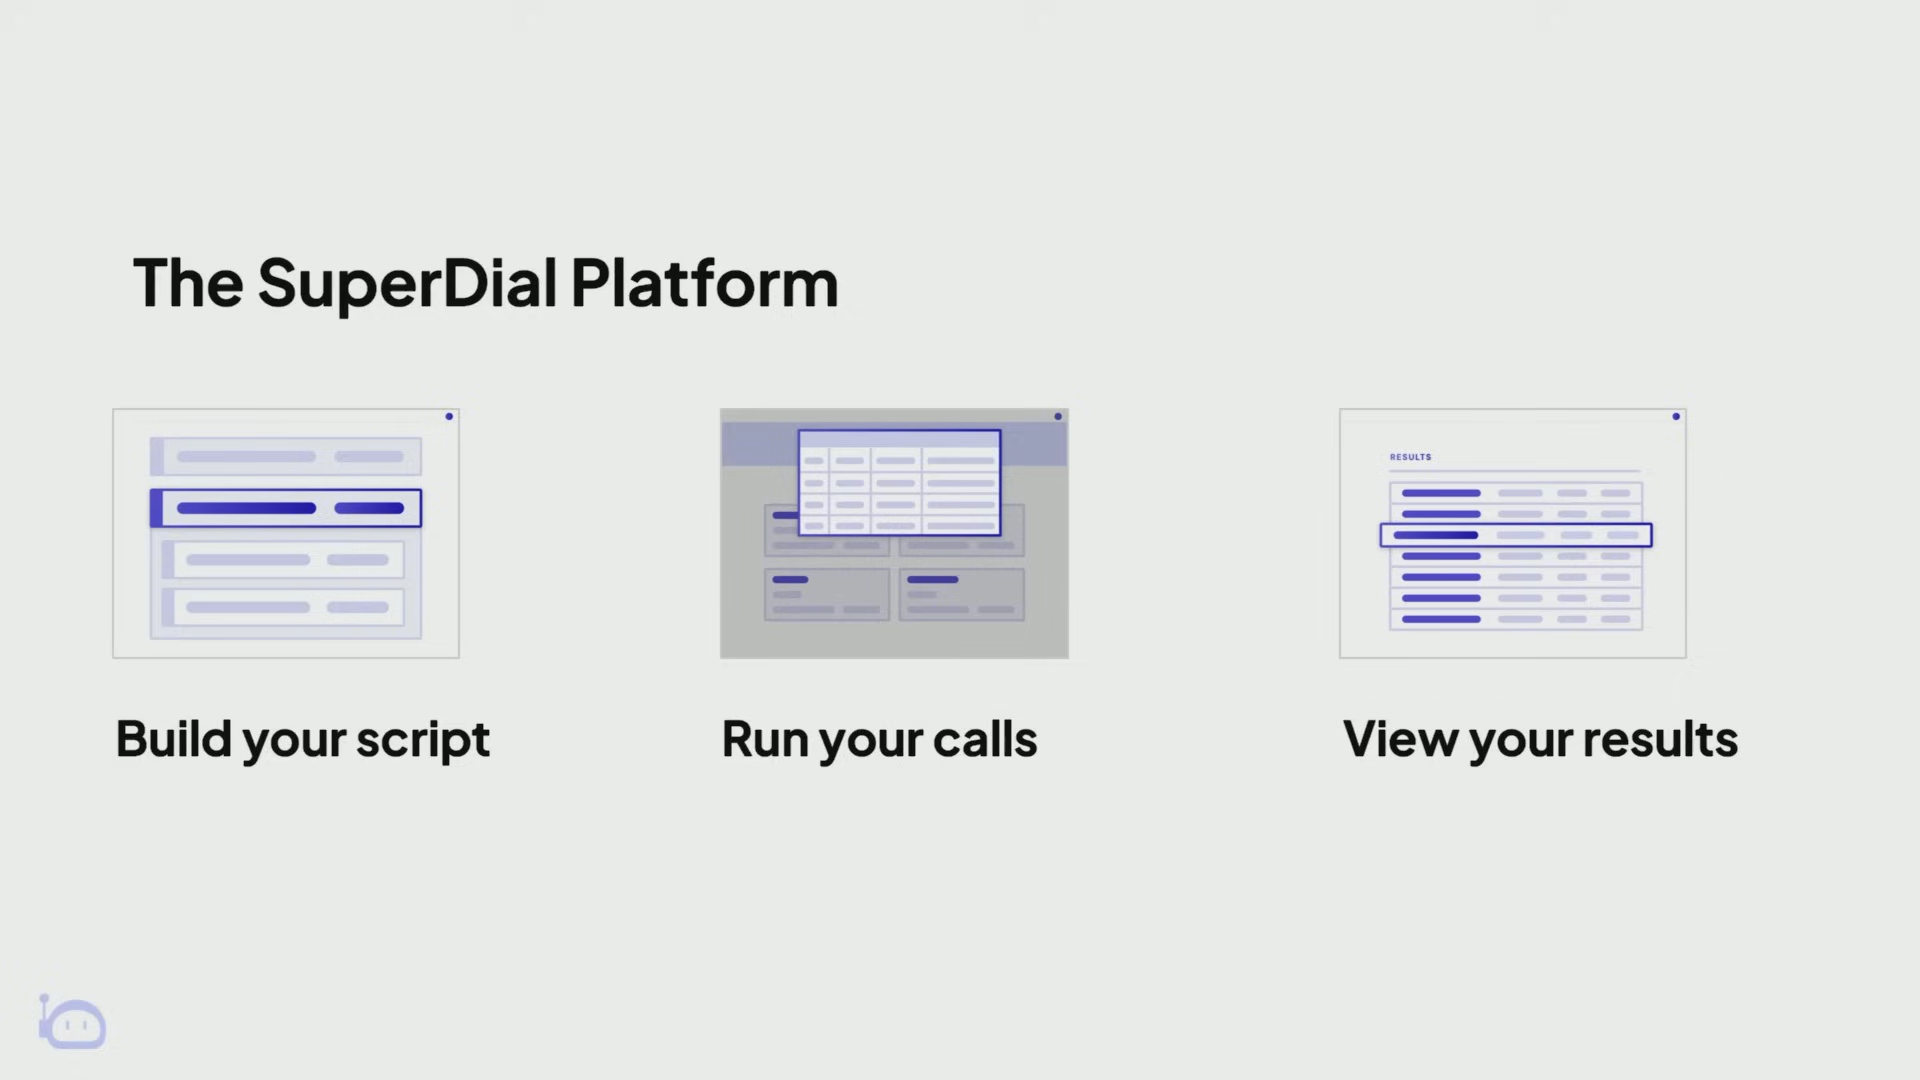 The SuperDial Platform
RESULTS
Build your script
Run your calls
View your results